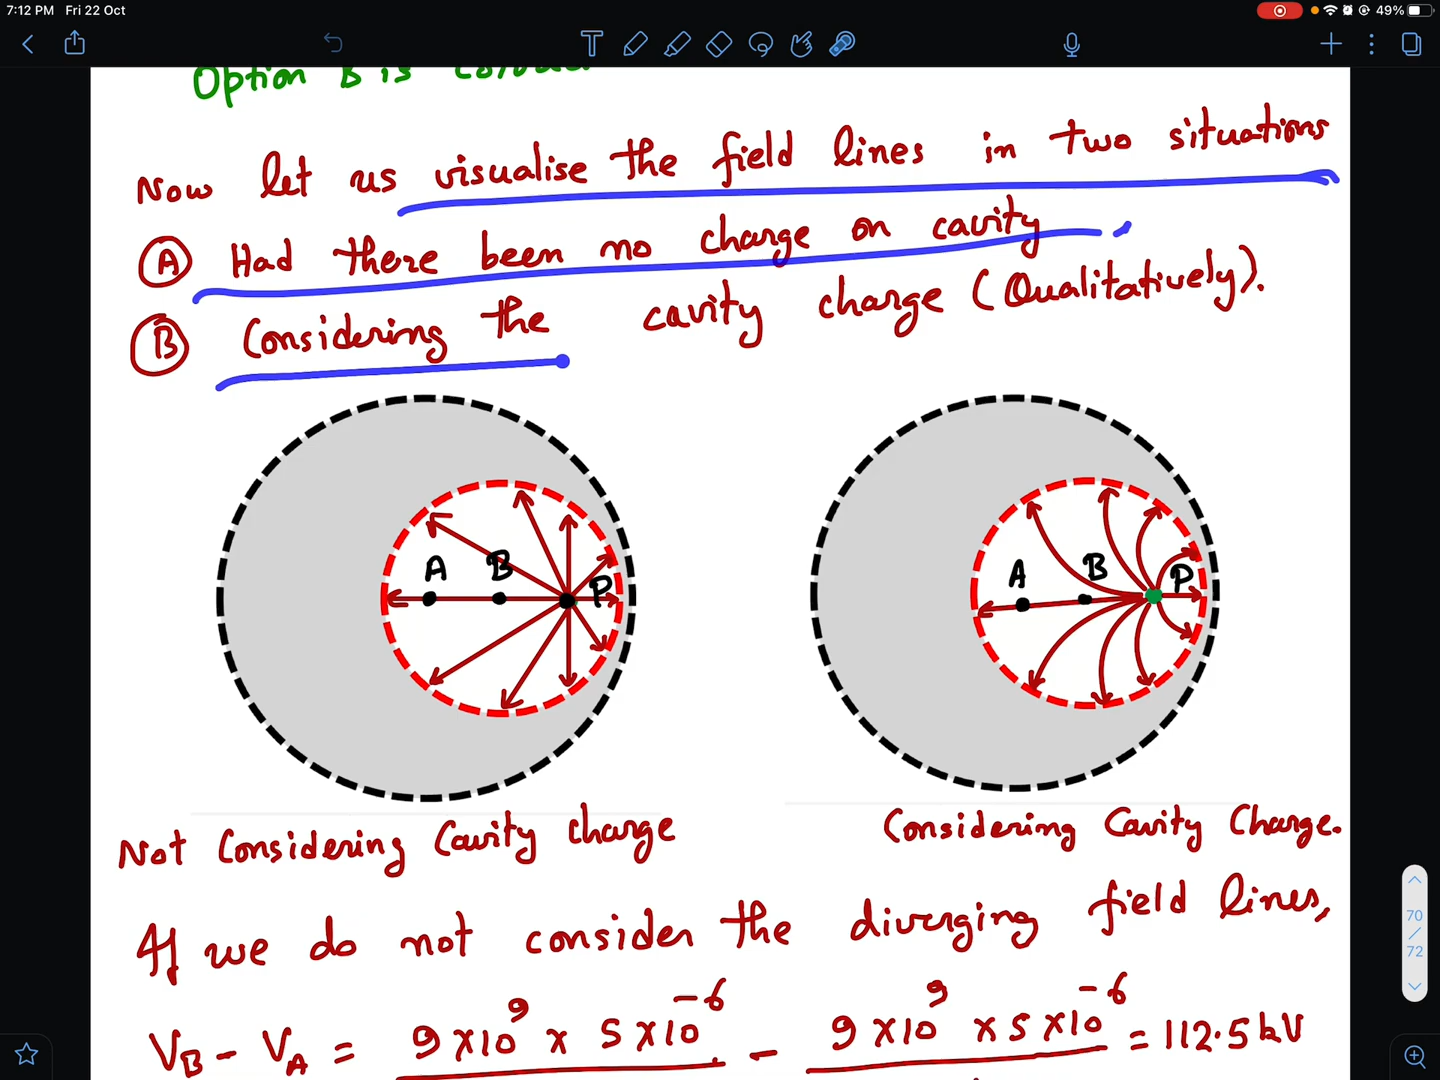 7:12 PM Fri 22 Oct
49%
Option B is
Now let us visualise the field lines in two situations
A Had there been no charge on cavity
B Considering the cavity charge (Qualitatively).
A B P
A B P
Not Considering Cavity charge
Considering Cavity Charge.
If we do not consider the diverging field lines,
VB - VA = 9×10^9 × 5×10^-6 - 9×10^9 × 5×10^-6 = 112.5 kV
70
/
72